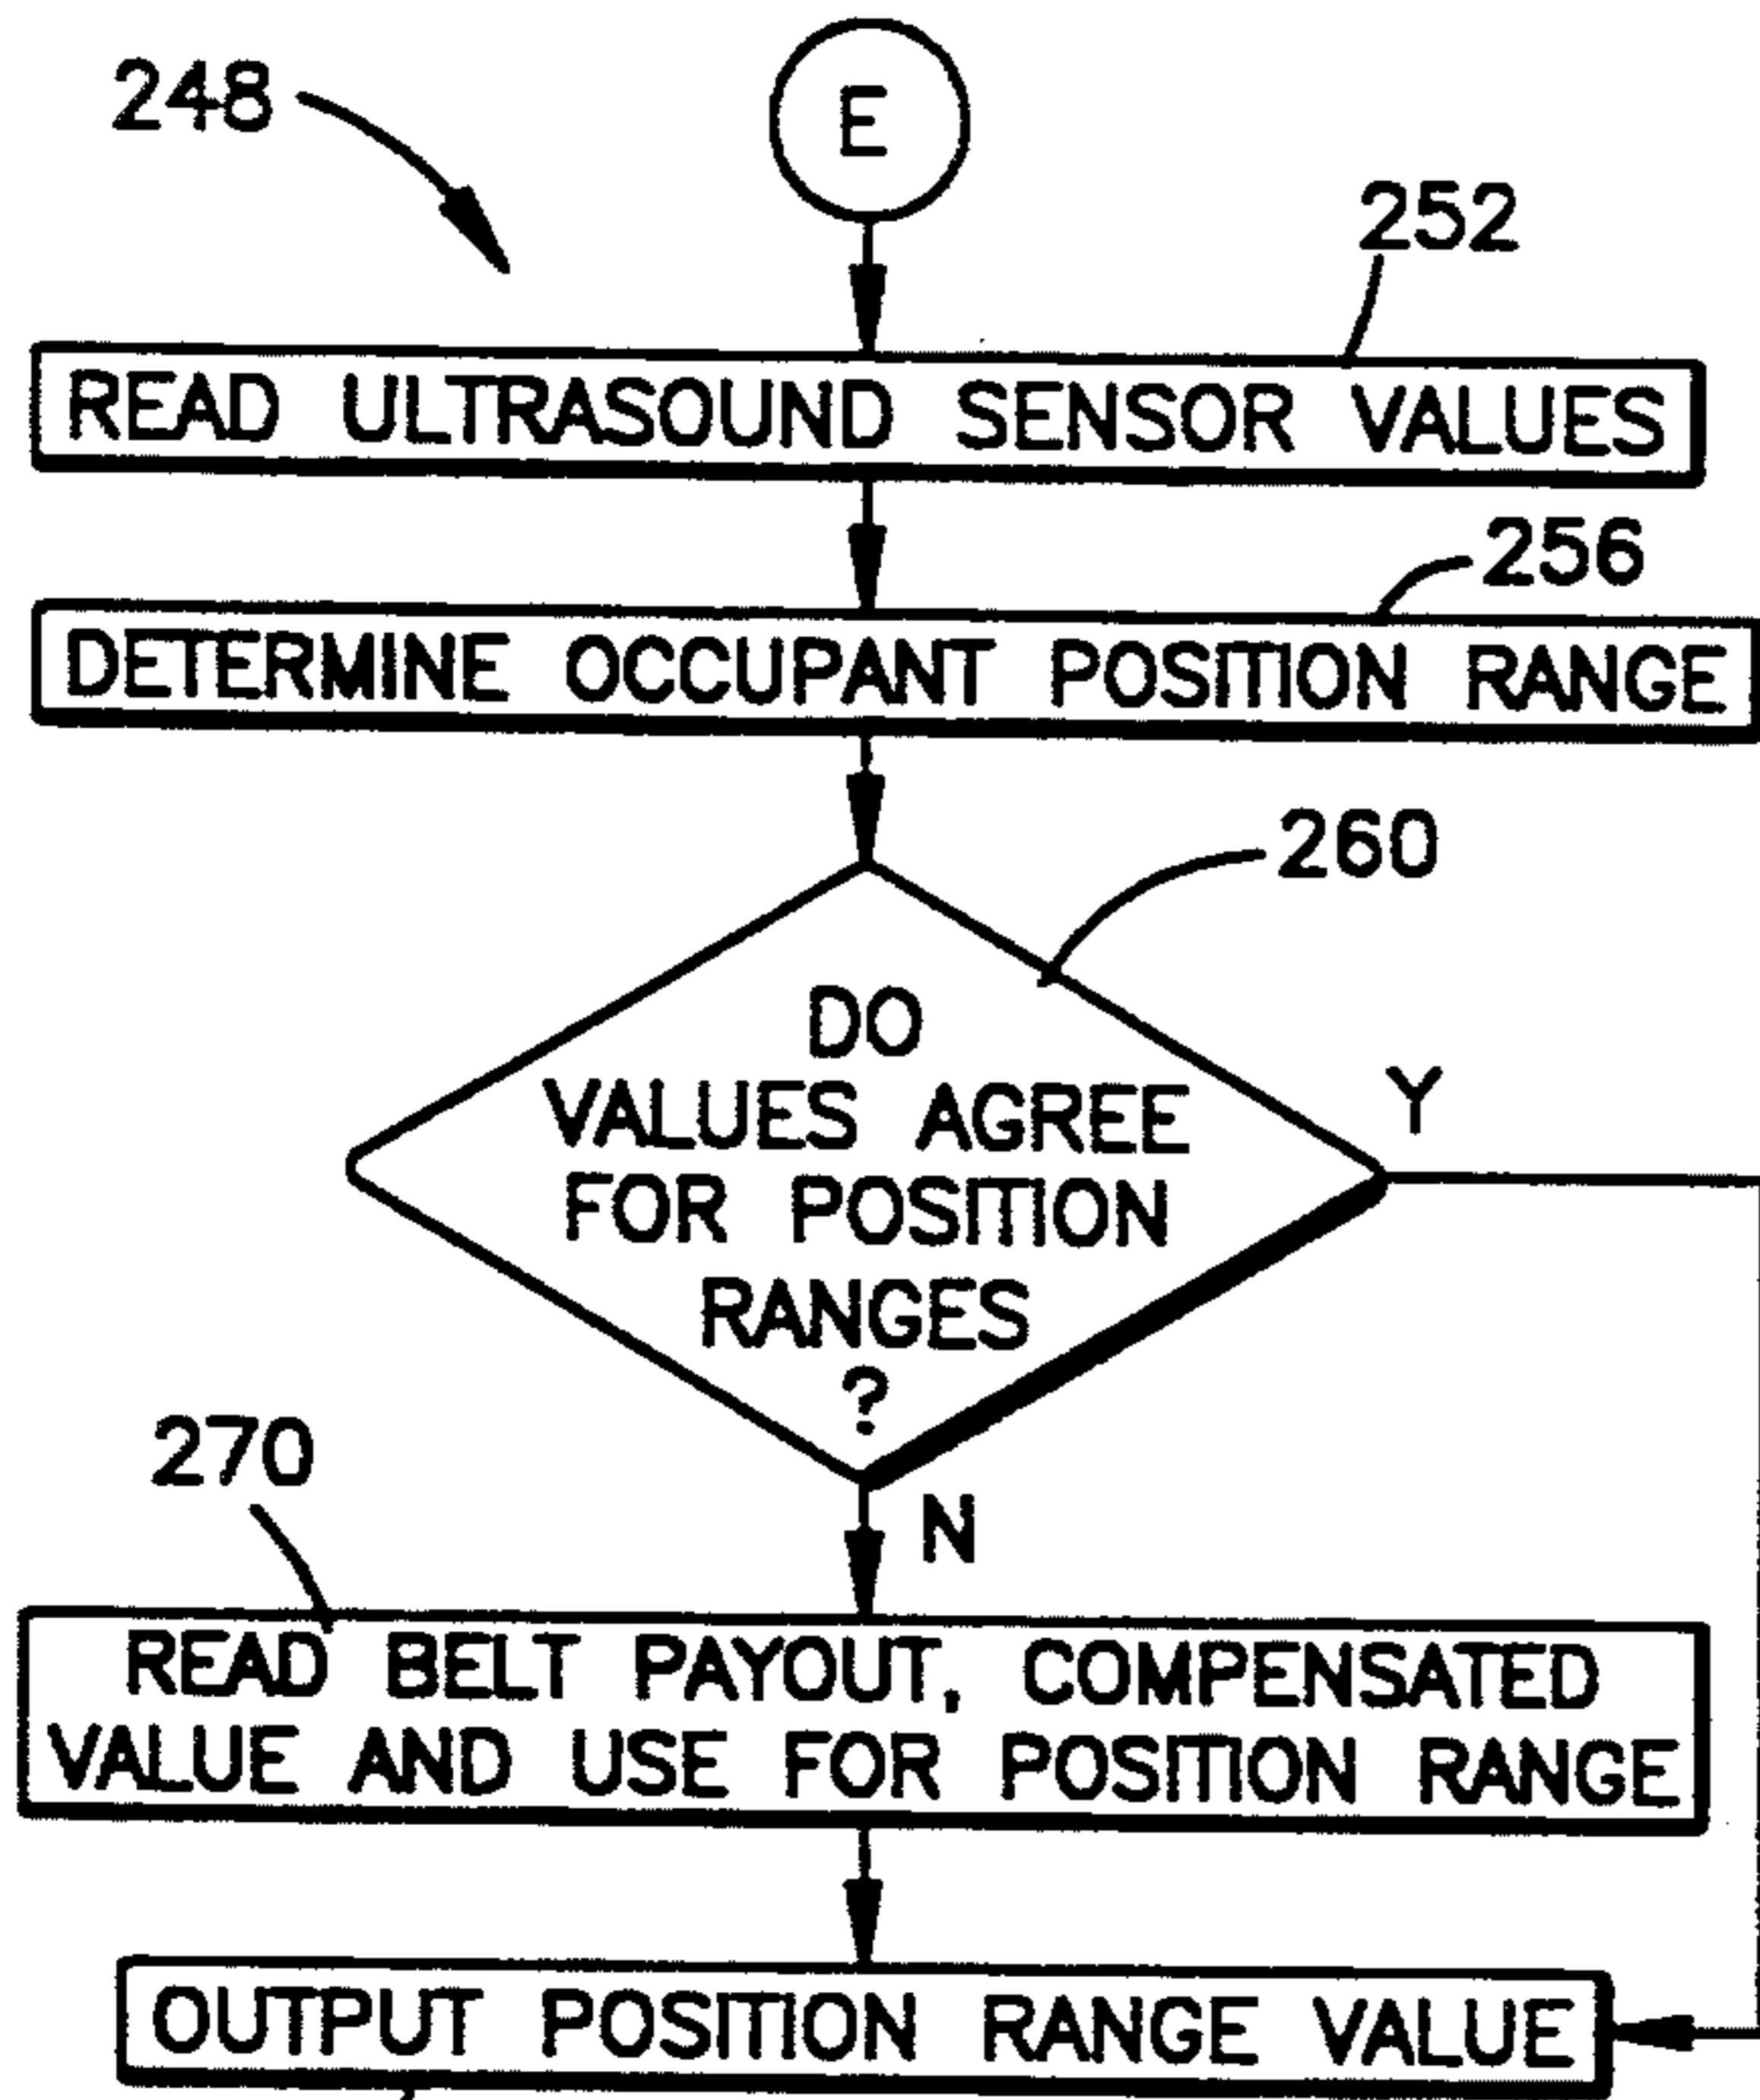 248
E
252
READ ULTRASOUND SENSOR VALUES
256
DETERMINE OCCUPANT POSITION RANGE
260
DO
VALUES AGREE
FOR POSITION
RANGES
?
Y
N
270
READ BELT PAYOUT, COMPENSATED
VALUE AND USE FOR POSITION RANGE
OUTPUT POSITION RANGE VALUE